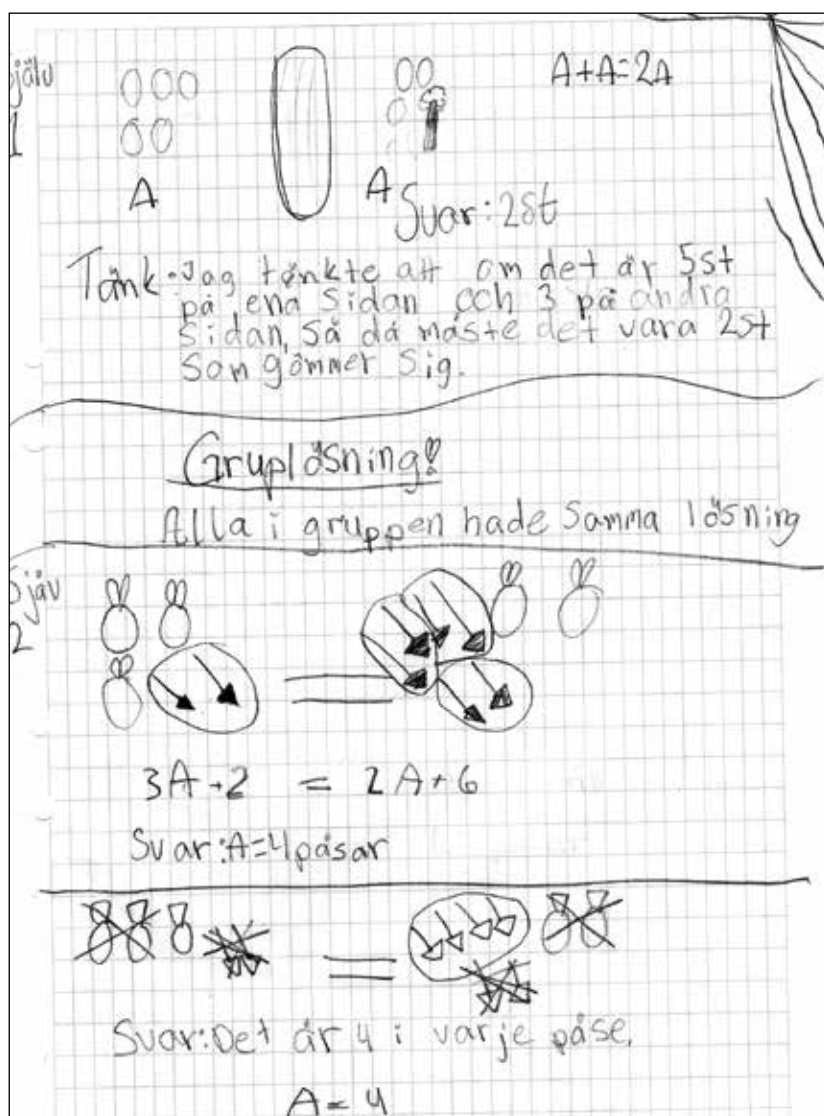 själv
1
A+A=2A
A
A
Svar:2st
Tänk:Jag tänkte att om det är 5st
på ena sidan och 3 på andra
sidan, så då måste det vara 2st
som gömmer sig.
Gruplösning!
Alla i gruppen hade samma lösning
Själv
2
3A+2 = 2A+6
Svar:A=4påsar
Svar:Det är 4 i varje påse.
A=4